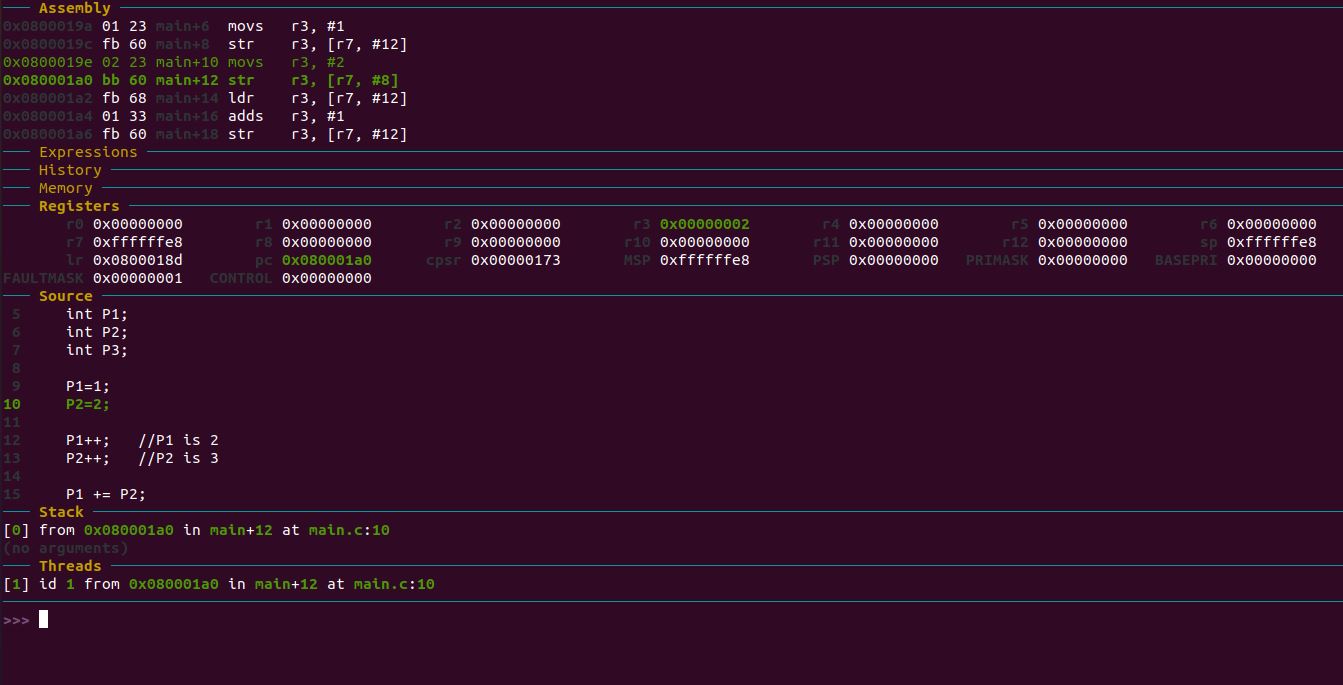 Assembly
0x0800019a 01 23 main+6 movs r3, #1
0x0800019c fb 60 main+8 str r3, [r7, #12]
0x0800019e 02 23 main+10 movs r3, #2
0x080001a0 bb 60 main+12 str r3, [r7, #8]
0x080001a2 fb 68 main+14 ldr r3, [r7, #12]
0x080001a4 01 33 main+16 adds r3, #1
0x080001a6 fb 60 main+18 str r3, [r7, #12]
Expressions
History
Memory
Registers
r0 0x00000000 r1 0x00000000 r2 0x00000000 r3 0x00000002 r4 0x00000000 r5 0x00000000 r6 0x00000000
r7 0xffffffe8 r8 0x00000000 r9 0x00000000 r10 0x00000000 r11 0x00000000 r12 0x00000000 sp 0xffffffe8
lr 0x0800018d pc 0x080001a0 cpsr 0x00000173 MSP 0xffffffe8 PSP 0x00000000 PRIMASK 0x00000000 BASEPRI 0x00000000
FAULTMASK 0x00000001 CONTROL 0x00000000
Source
5 int P1;
6 int P2;
7 int P3;
8
9 P1=1;
10 P2=2;
11
12 P1++; //P1 is 2
13 P2++; //P2 is 3
14
15 P1 += P2;
Stack
[0] from 0x080001a0 in main+12 at main.c:10
(no arguments)
Threads
[1] id 1 from 0x080001a0 in main+12 at main.c:10
>>>